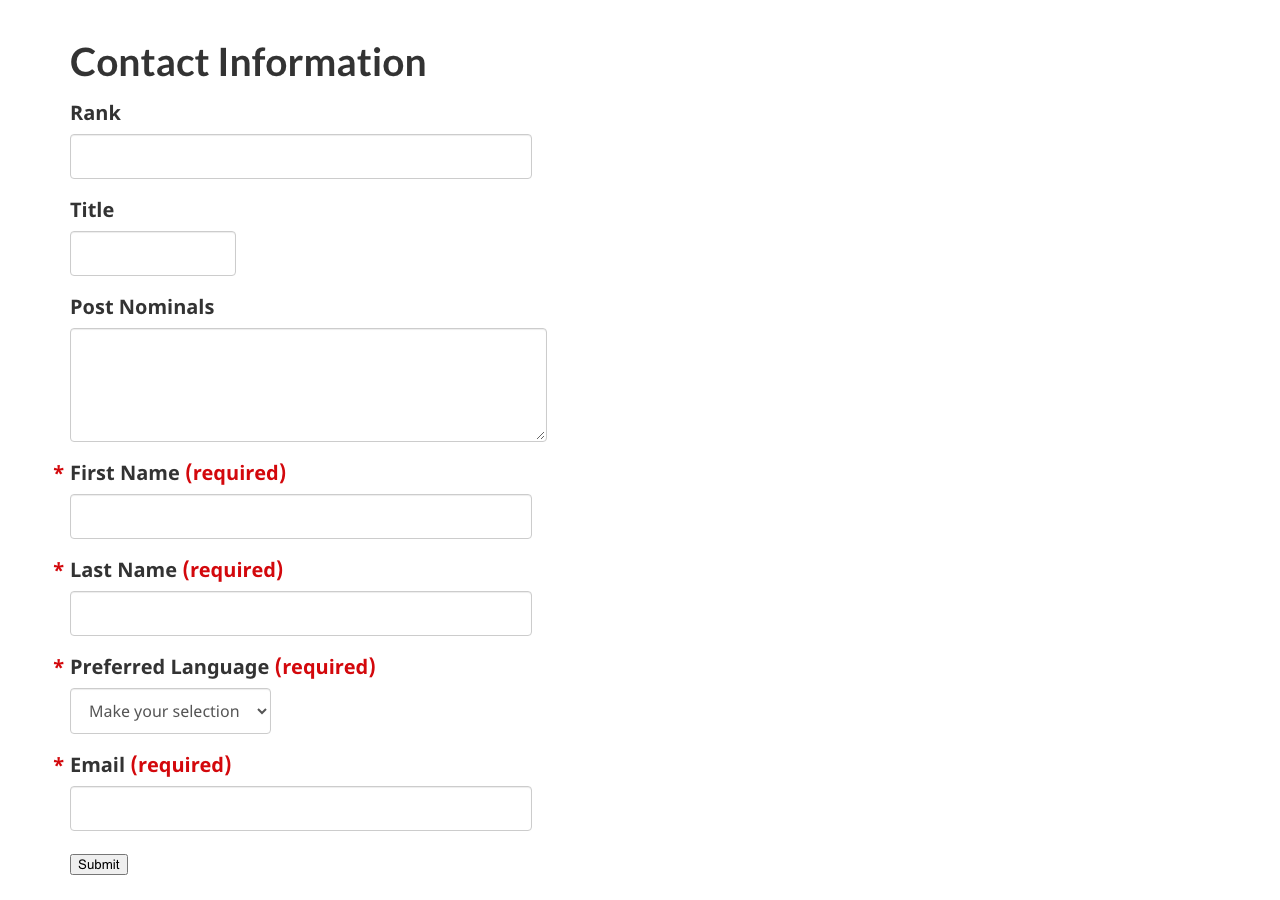 Contact Information
Rank
Title
Post Nominals
* First Name (required)
* Last Name (required)
* Preferred Language (required)
Make your selection
* Email (required)
Submit